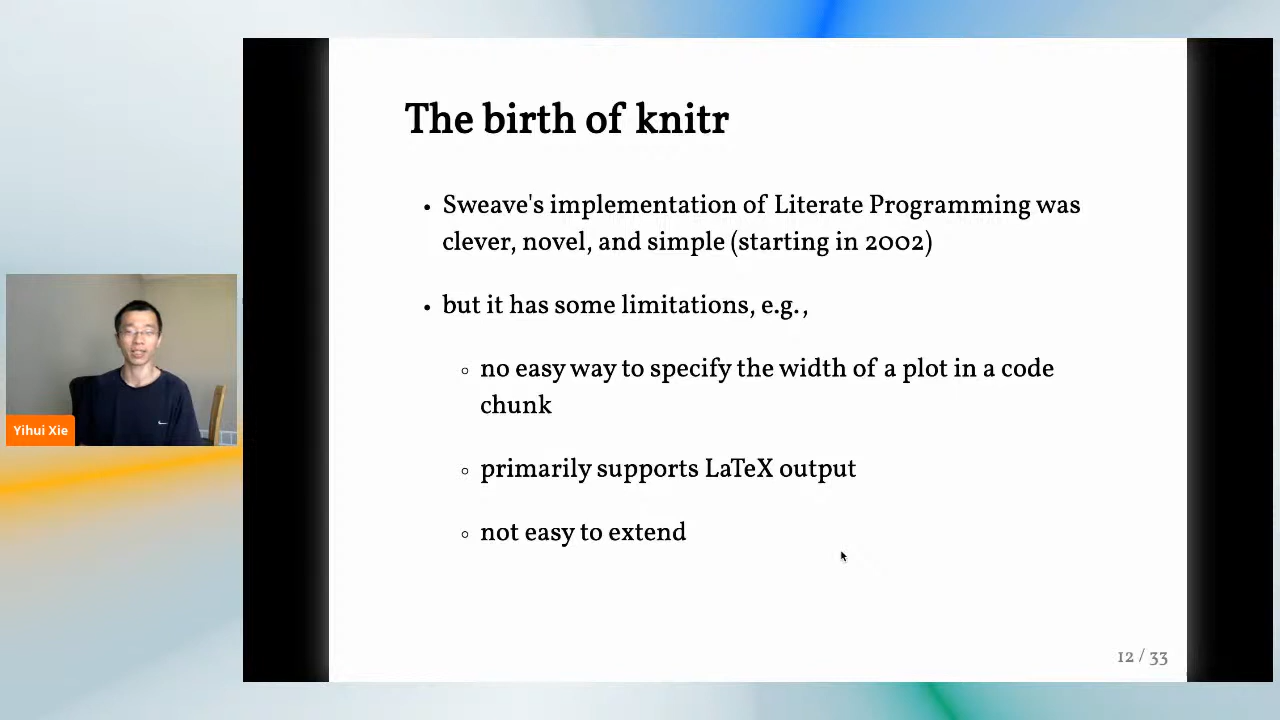 The birth of knitr
• Sweave's implementation of Literate Programming was
clever, novel, and simple (starting in 2002)
• but it has some limitations, e.g.,
◦ no easy way to specify the width of a plot in a code
chunk
◦ primarily supports LaTeX output
◦ not easy to extend
Yihui Xie
12 / 33